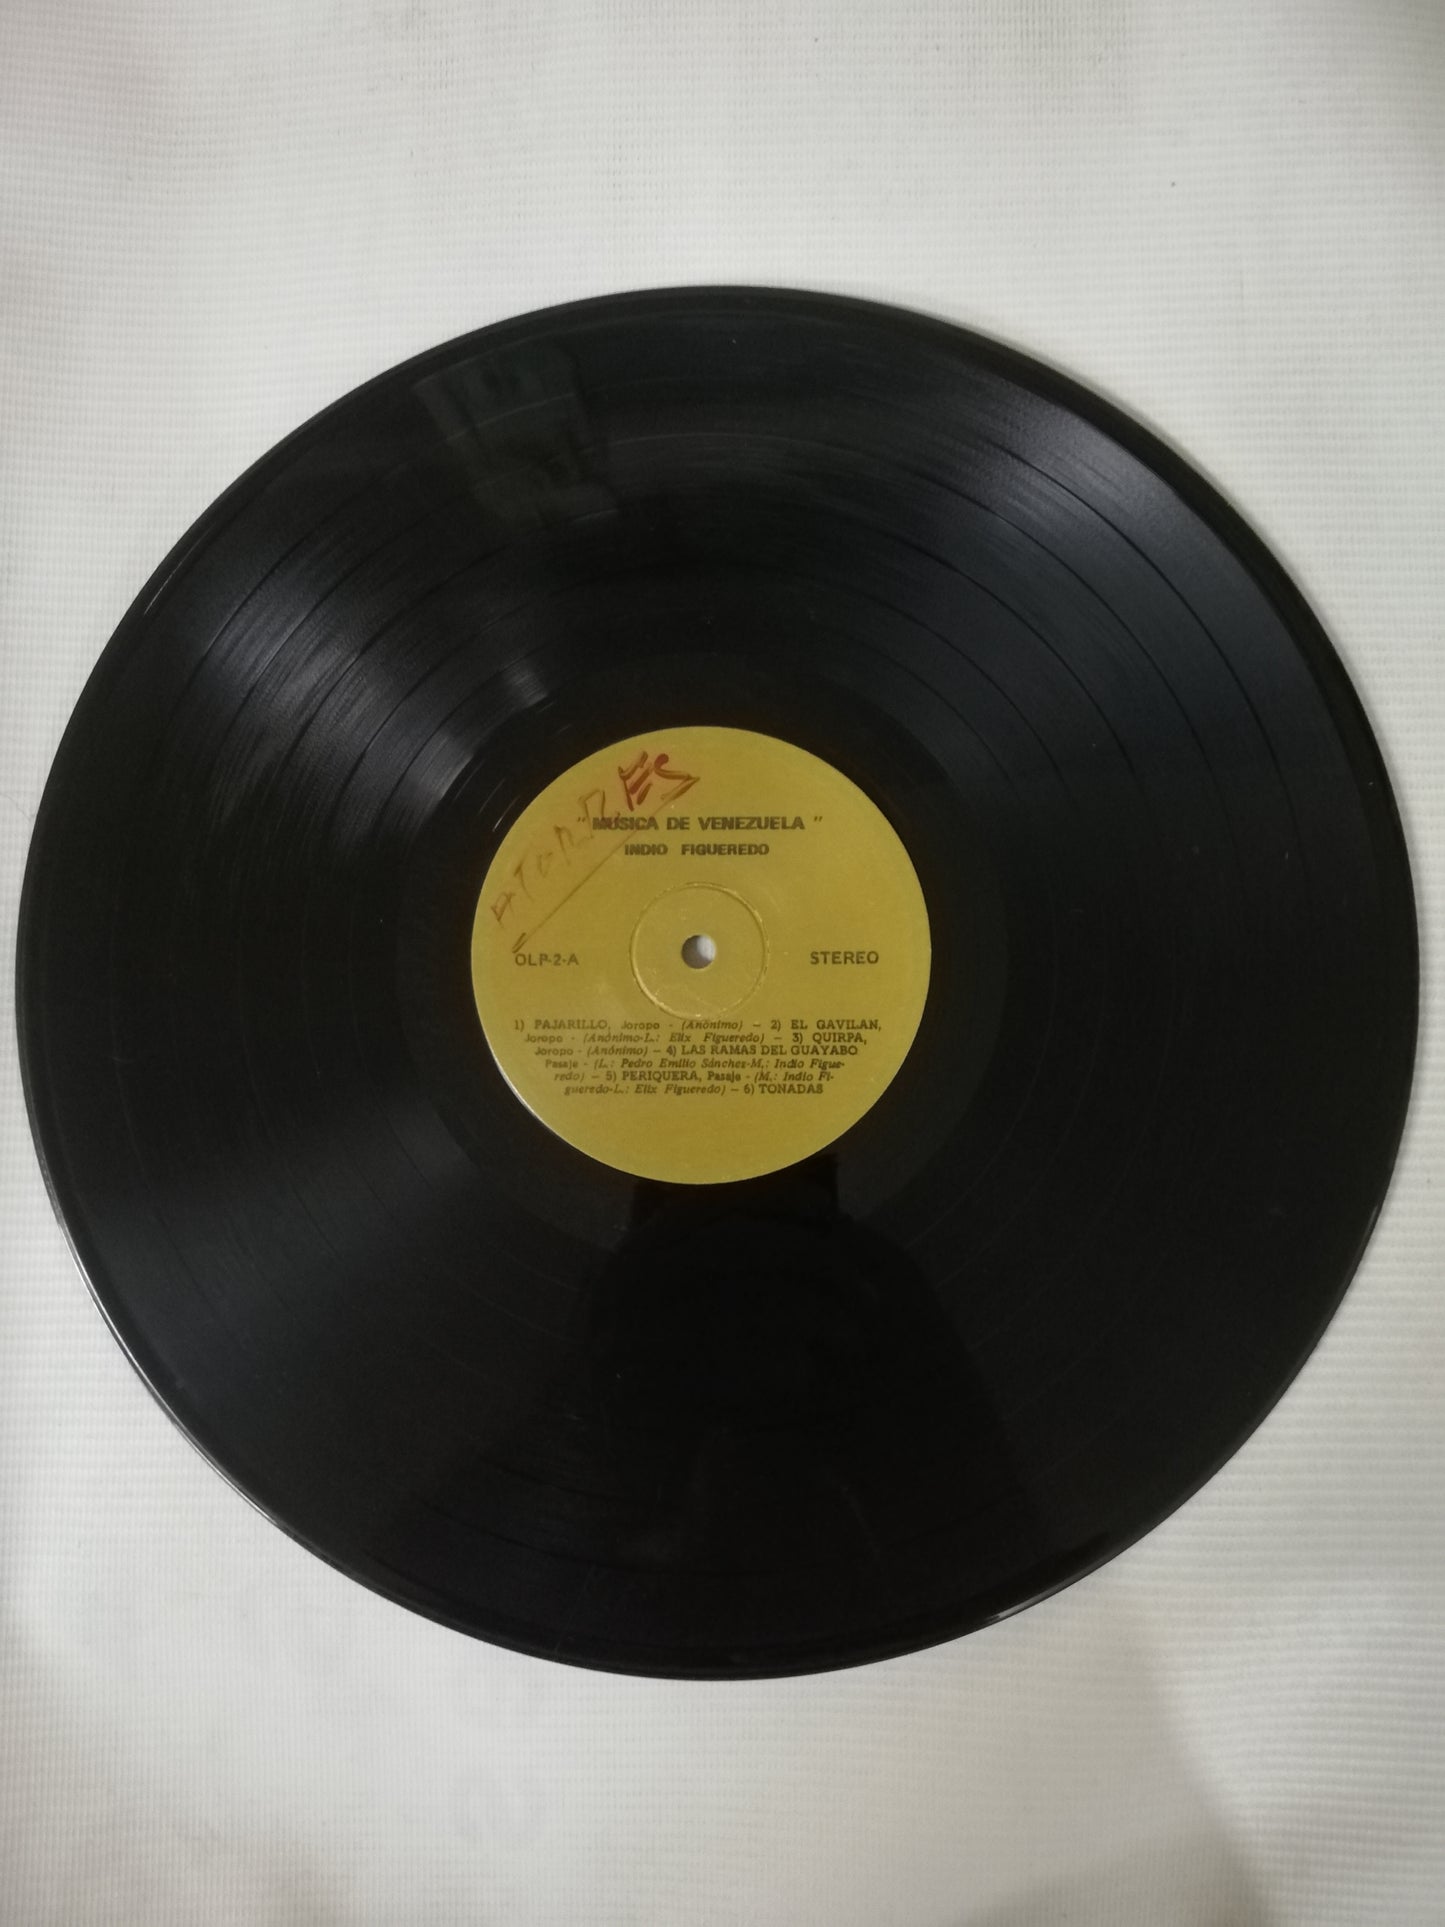 ATORRES
" MUSICA DE VENEZUELA "
INDIO FIGUEREDO
OLP-2-A
STEREO
1) PAJARILLO, Joropo - (Anónimo) – 2) EL GAVILAN,
Joropo - (Anónimo-L.: Elix Figueredo) – 3) QUIRPA,
Joropo - (Anónimo) – 4) LAS RAMAS DEL GUAYABO
Pasaje - (L.: Pedro Emilio Sánchez-M.: Indio Figue-
redo) – 5) PERIQUERA, Pasaje - (M.: Indio Fi-
gueredo-L.: Elix Figueredo) – 6) TONADAS